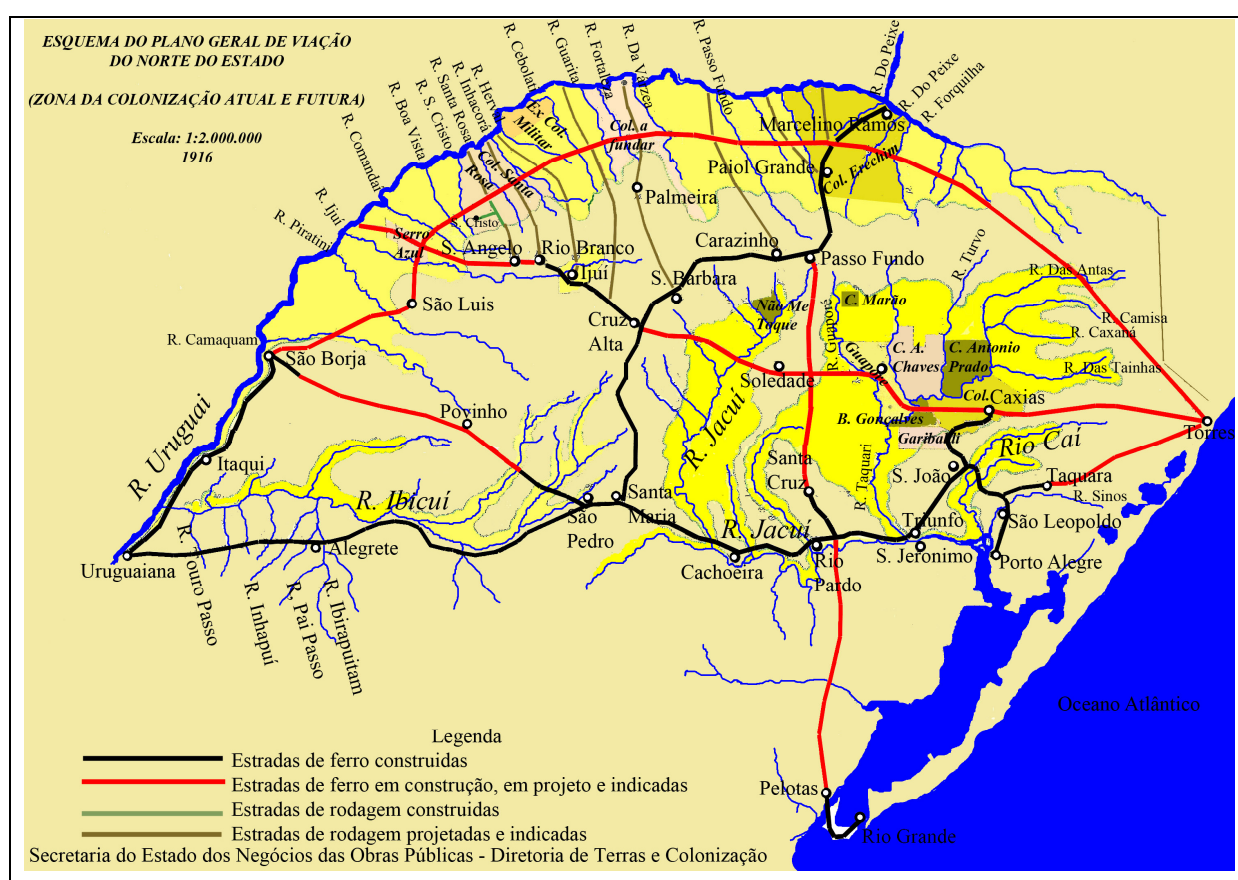 ESQUEMA DO PLANO GERAL DE VIAÇÃO
DO NORTE DO ESTADO
(ZONA DA COLONIZAÇÃO ATUAL E FUTURA)
Escala: 1:2.000.000
1916
R. Piratini
R. Ijuí
R. Comandai
R. Boa Vista
R. S. Cristo
R. Santa Rosa
R. Inhacorá
R. Herval
R. Cebolati
R. Guarita
R. Fortaleza
R. Da Várzea
R. Passo Fundo
R. Do Peixe
R. Do Peixe
R. Forquilha
Ex Col.
Militar
Col. a
fundar
Marcelino Ramos
Paiol Grande
Col. Erechim
Col. Santa
Rosa
Palmeira
S. Cristo
Serro
Azul
S. Angelo
Rio Branco
Ijuí
Carazinho
Passo Fundo
S. Barbara
R. Turvo
R. Das Antas
São Luis
Não Me
Toque
C. Marão
R. Guaporé
R. Camisa
R. Caxaná
Cruz
Alta
R. Camaquam
São Borja
Guaporé
C. A.
Chaves
C. Antonio
Prado
R. Das Tainhas
Soledade
Col.
Caxias
R. Uruguai
Povinho
R. Jacuí
B. Gonçalves
Garibaldi
Torres
Itaqui
Santa
Cruz
R. Taquari
S. João
Rio Caí
Taquara
R. Sinos
R. Ibicuí
São
Pedro
Santa
Maria
R. Jacuí
Triunfo
São Leopoldo
Uruguaiana
Alegrete
Cachoeira
Rio
Pardo
S. Jeronimo
Porto Alegre
R. Touro Passo
R. Inhapuí
R, Pai Passo
R. Ibirapuitam
Oceano Atlântico
Pelotas
Rio Grande
Legenda
Estradas de ferro construidas
Estradas de ferro em construção, em projeto e indicadas
Estradas de rodagem construidas
Estradas de rodagem projetadas e indicadas
Secretaria do Estado dos Negócios das Obras Públicas - Diretoria de Terras e Colonização